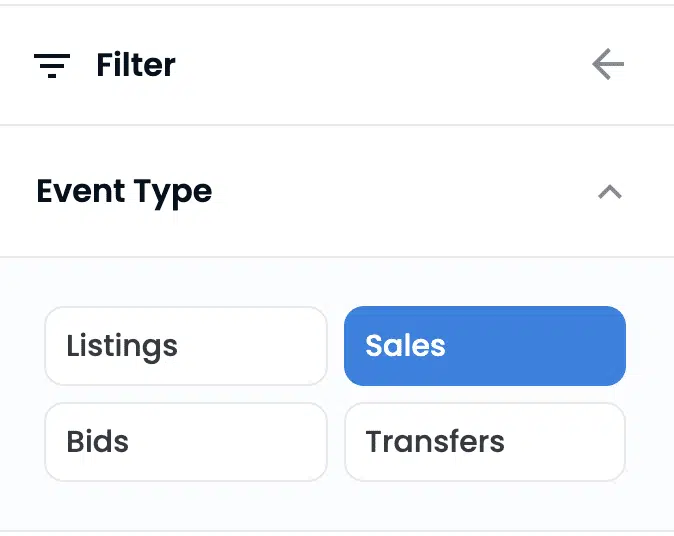 Filter
Event Type
Listings
Sales
Bids
Transfers